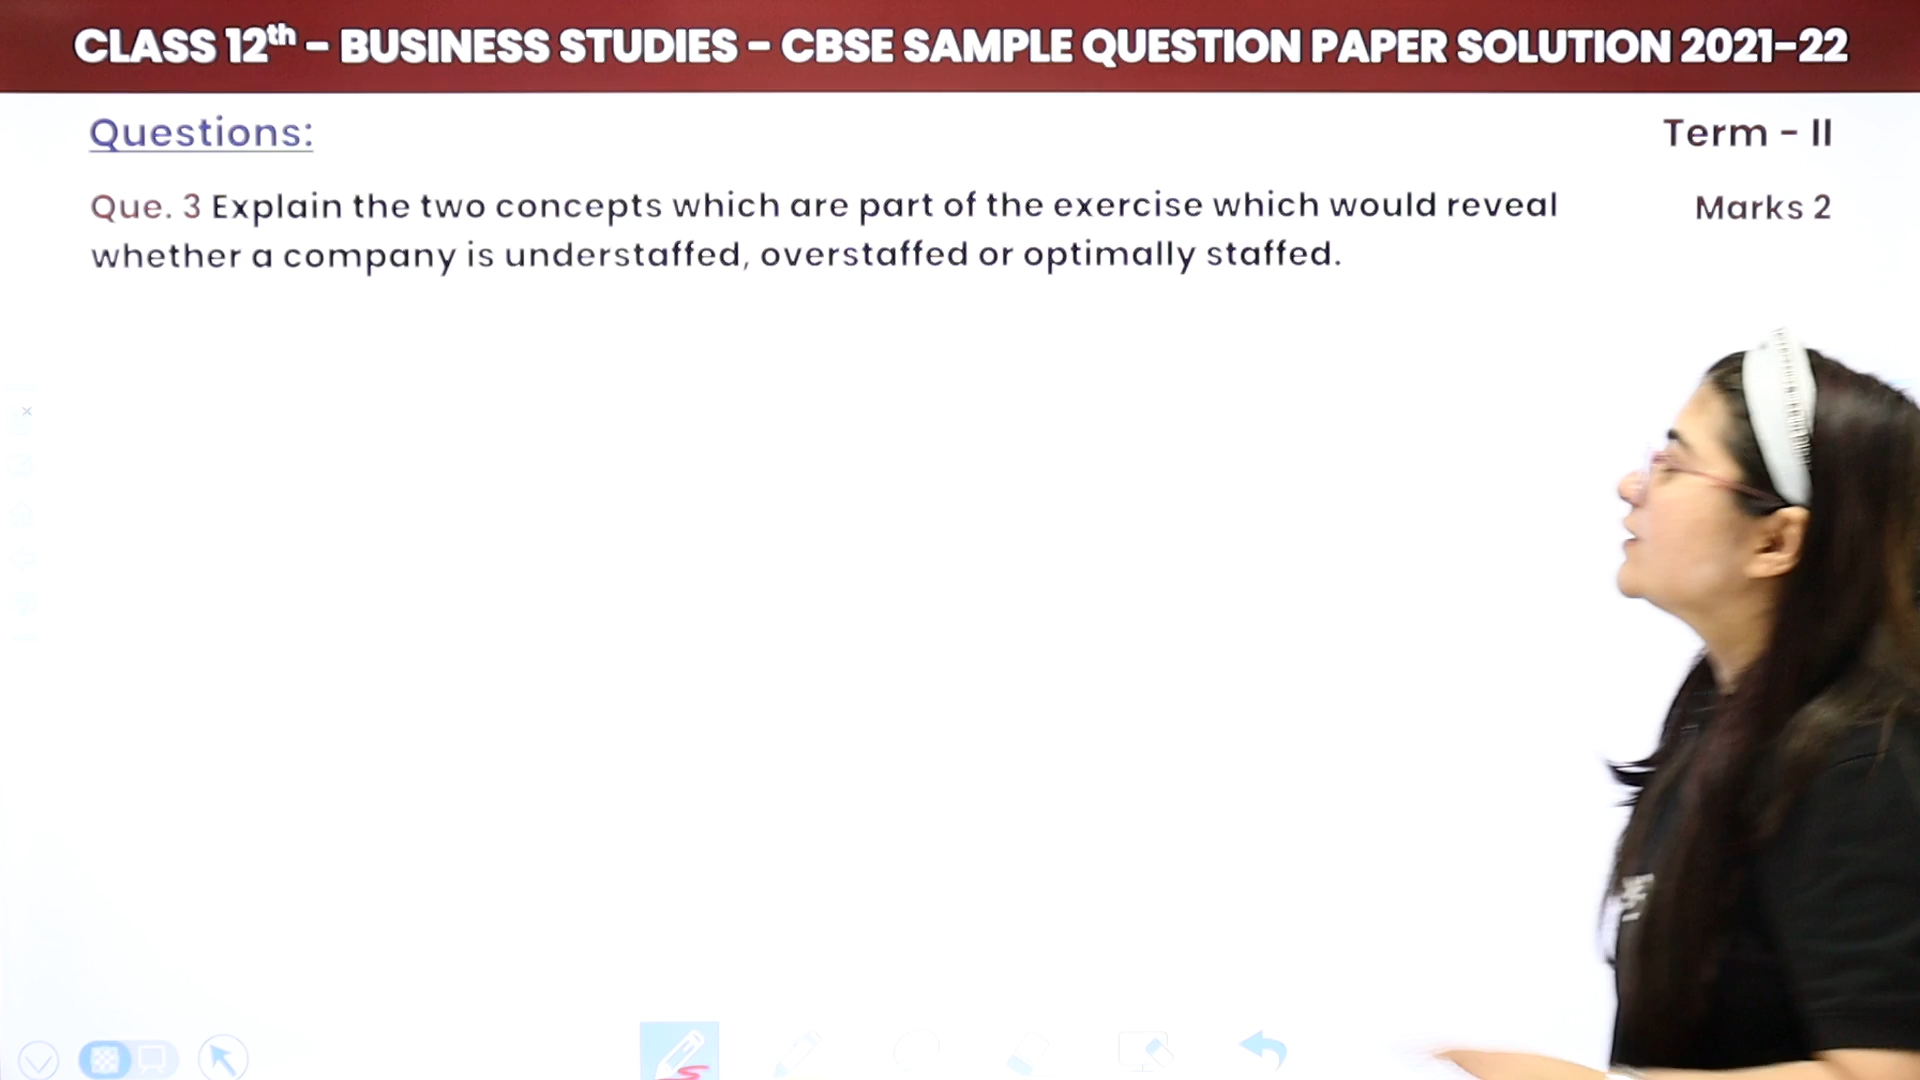 CLASS 12th – BUSINESS STUDIES – CBSE SAMPLE QUESTION PAPER SOLUTION 2021–22
Questions:
Term – II
Que. 3 Explain the two concepts which are part of the exercise which would reveal
Marks 2
whether a company is understaffed, overstaffed or optimally staffed.